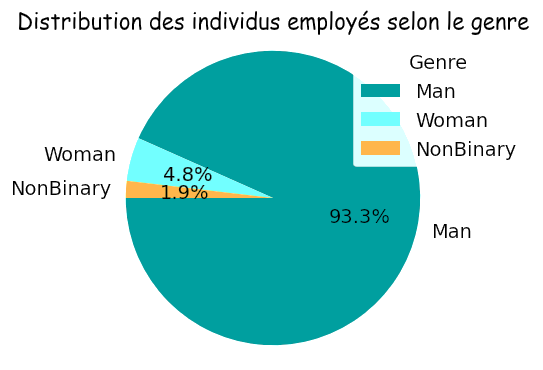 Distribution des individus employés selon le genre
Genre
Man
Woman
NonBinary
Woman
4.8%
NonBinary
1.9%
93.3%
Man